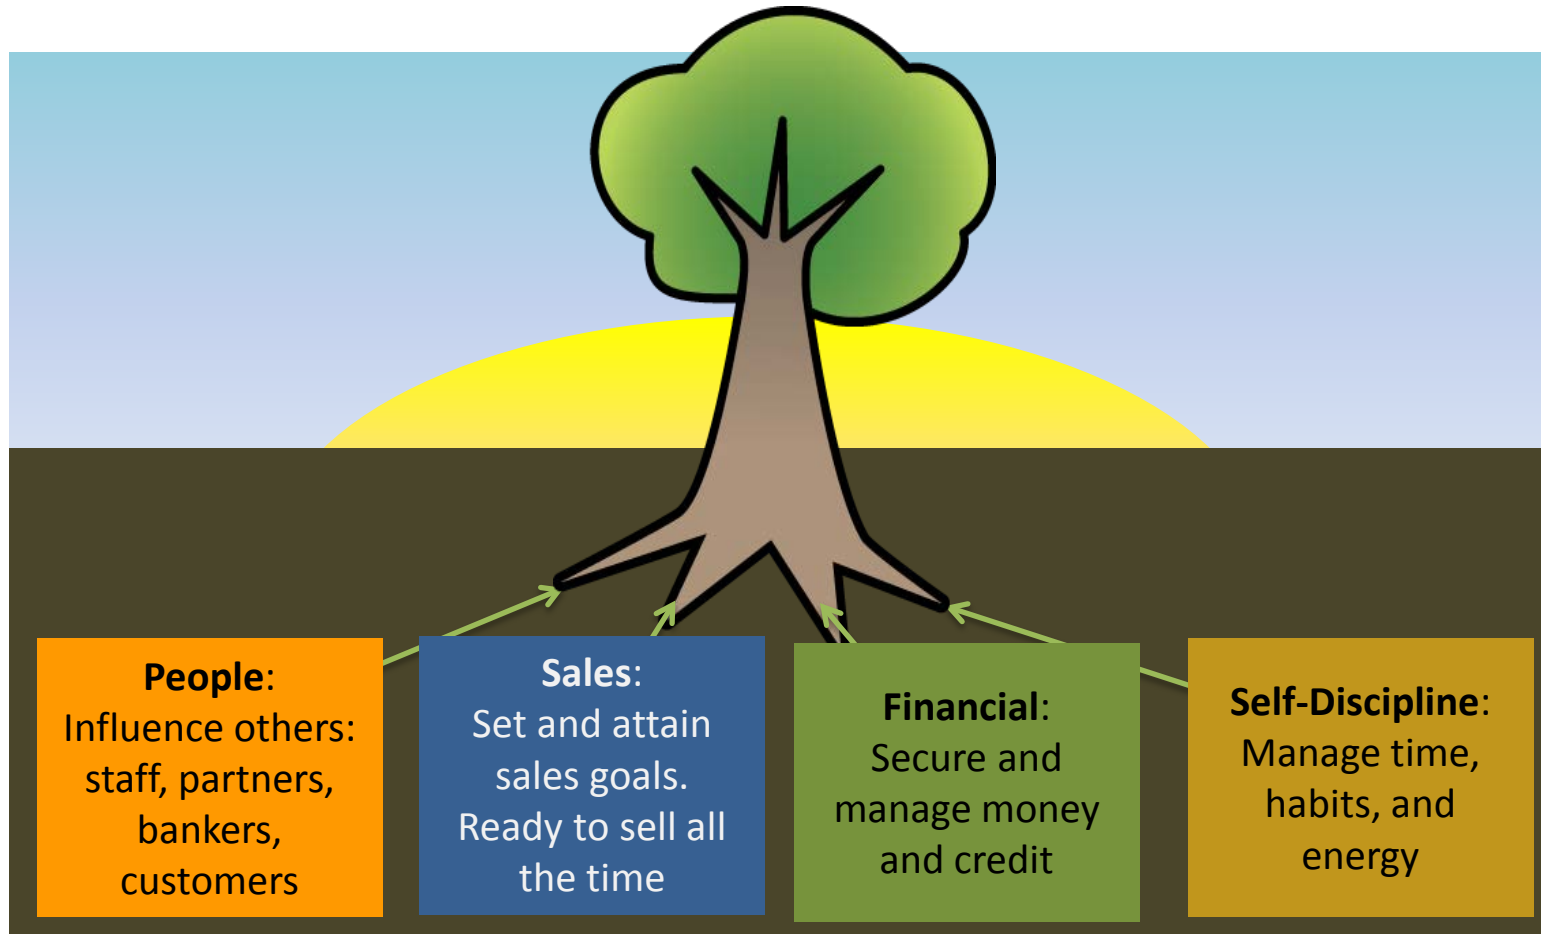 People:
Influence others:
staff, partners,
bankers,
customers
Sales:
Set and attain
sales goals.
Ready to sell all
the time
Financial:
Secure and
manage money
and credit
Self-Discipline:
Manage time,
habits, and
energy